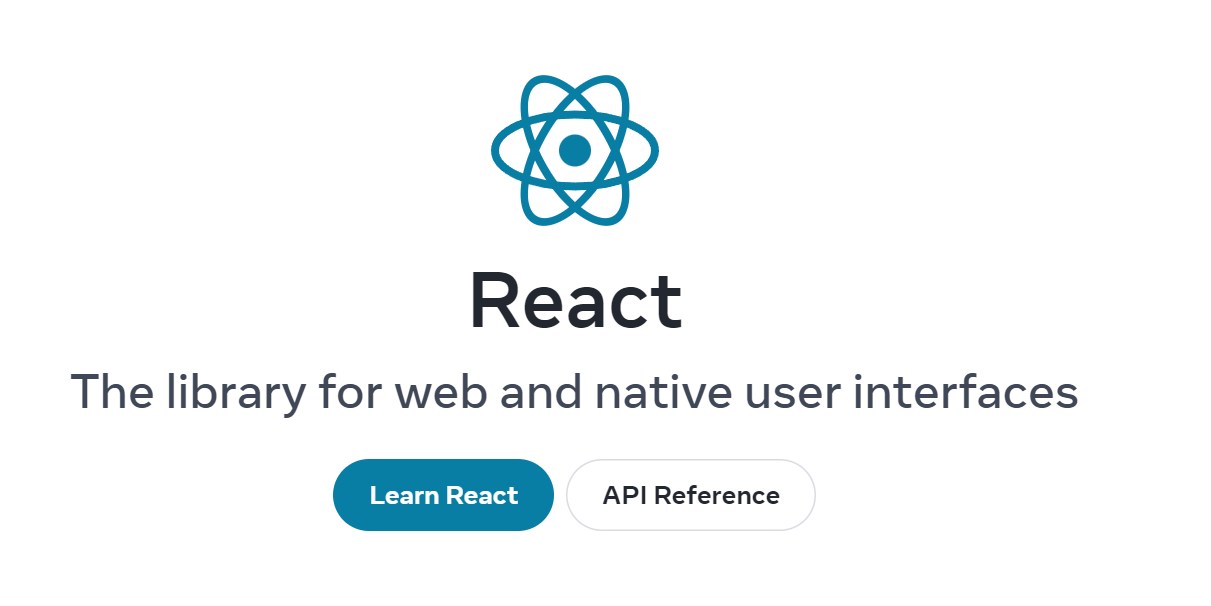 React
The library for web and native user interfaces
Learn React
API Reference